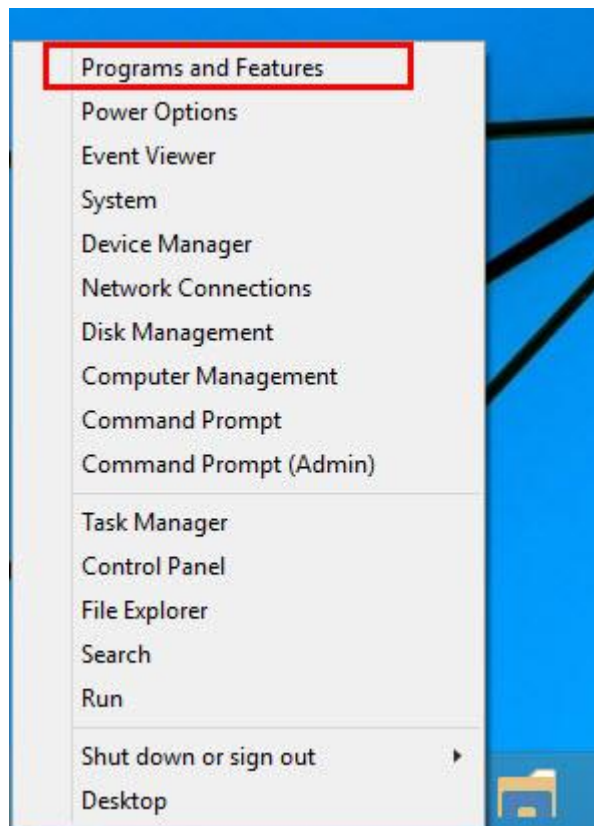 Programs and Features
Power Options
Event Viewer
System
Device Manager
Network Connections
Disk Management
Computer Management
Command Prompt
Command Prompt (Admin)
Task Manager
Control Panel
File Explorer
Search
Run
Shut down or sign out
Desktop